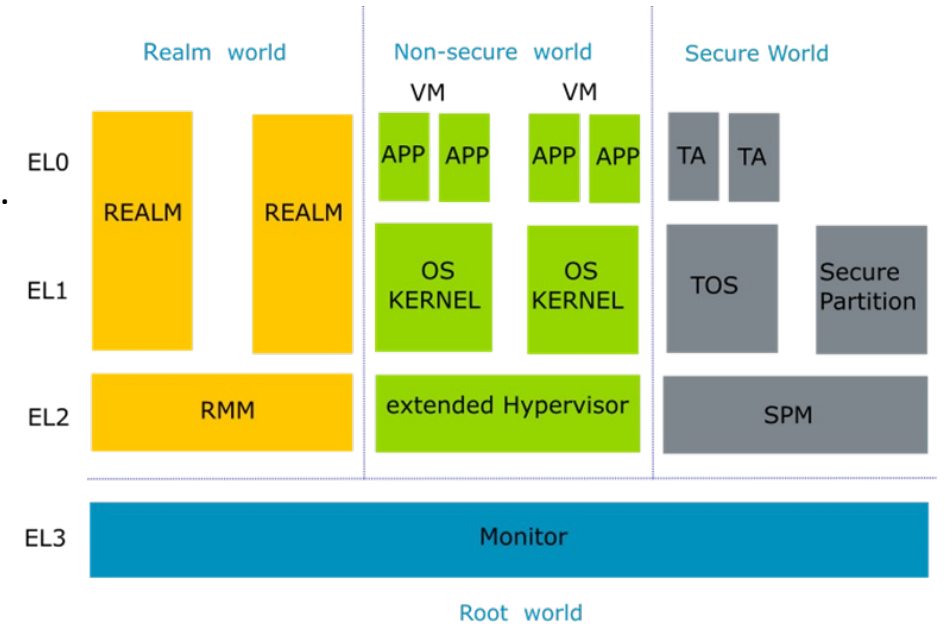 Realm world
Non-secure world
Secure World
VM
VM
EL0
REALM
REALM
APP
APP
APP
APP
TA
TA
.
EL1
OS
KERNEL
OS
KERNEL
TOS
Secure
Partition
EL2
RMM
extended Hypervisor
SPM
EL3
Monitor
Root world